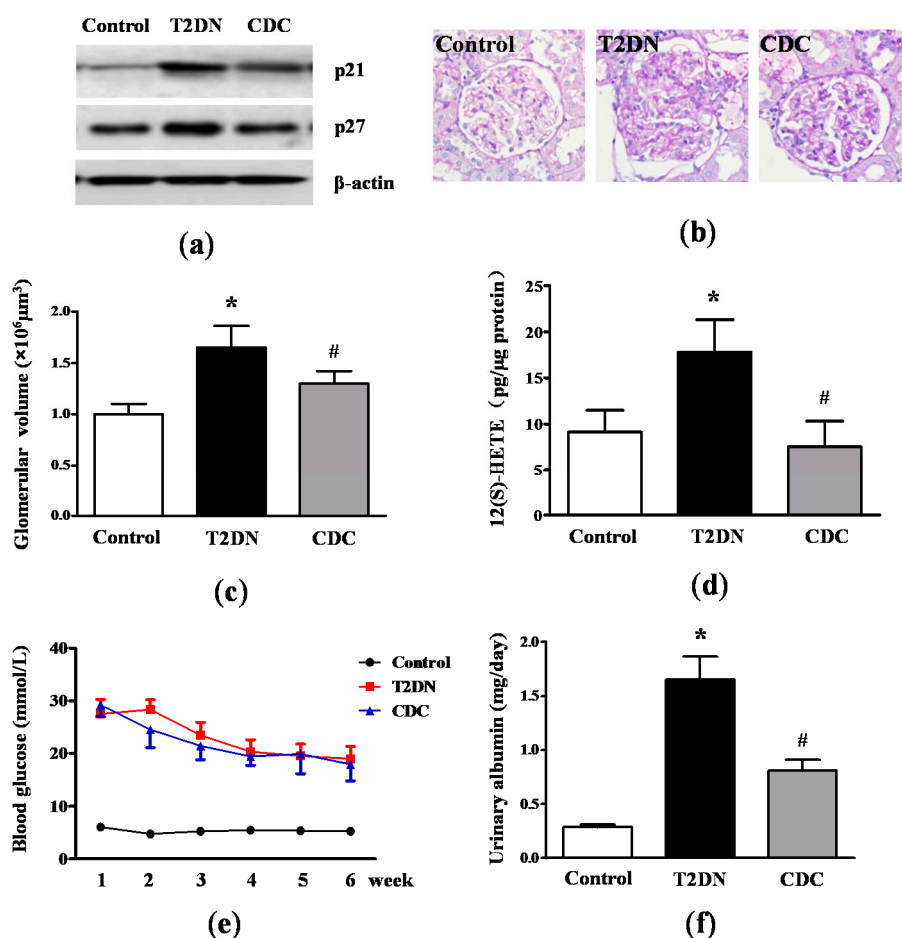 Control T2DN CDC
p21
p27
β-actin
(a)
Control T2DN CDC
(b)
Glomerular volume (×10⁶μm³)
2.0
1.5
1.0
0.5
0.0
Control T2DN CDC
*
#
(c)
12(S)-HETE（pg/μg protein）
25
20
15
10
5
0
Control T2DN CDC
*
#
(d)
Blood glucose (mmol/L)
40
30
20
10
0
1 2 3 4 5 6 week
Control
T2DN
CDC
(e)
Urinary albumin (mg/day)
2.0
1.5
1.0
0.5
0.0
Control T2DN CDC
*
#
(f)